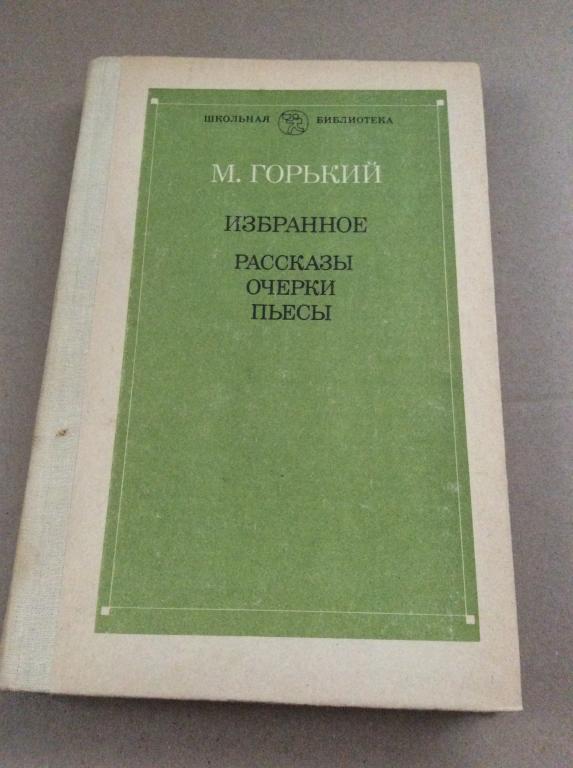 ШКОЛЬНАЯ БИБЛИОТЕКА
М. ГОРЬКИЙ
ИЗБРАННОЕ
РАССКАЗЫ
ОЧЕРКИ
ПЬЕСЫ